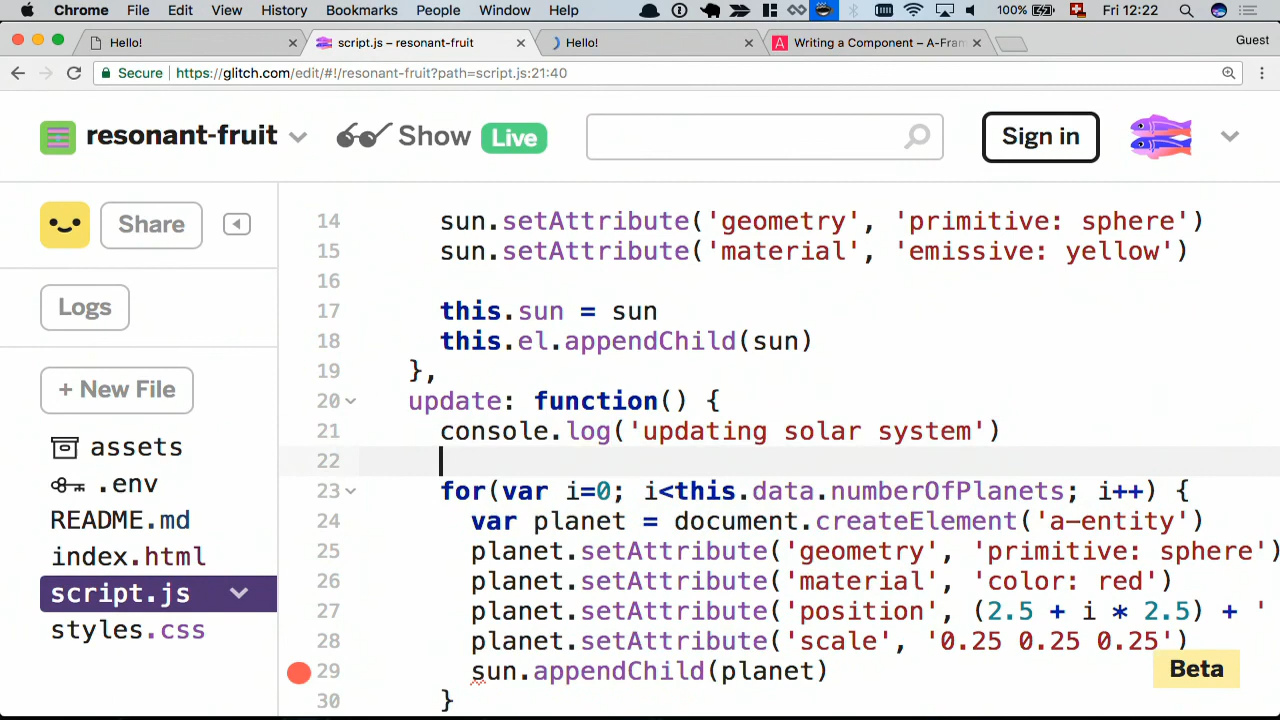 Chrome File Edit View History Bookmarks People Window Help 100% Fri 12:22
Hello! script.js – resonant-fruit Hello! Writing a Component – A-Fram Guest
Secure https://glitch.com/edit/#!/resonant-fruit?path=script.js:21:40
resonant-fruit Show Live Sign in
Share
Logs
+ New File
assets
.env
README.md
index.html
script.js
styles.css
14 sun.setAttribute('geometry', 'primitive: sphere')
15 sun.setAttribute('material', 'emissive: yellow')
16
17 this.sun = sun
18 this.el.appendChild(sun)
19 },
20 update: function() {
21 console.log('updating solar system')
22
23 for(var i=0; i<this.data.numberOfPlanets; i++) {
24 var planet = document.createElement('a-entity')
25 planet.setAttribute('geometry', 'primitive: sphere')
26 planet.setAttribute('material', 'color: red')
27 planet.setAttribute('position', (2.5 + i * 2.5) + '
28 planet.setAttribute('scale', '0.25 0.25 0.25')
29 sun.appendChild(planet)
30 }
Beta